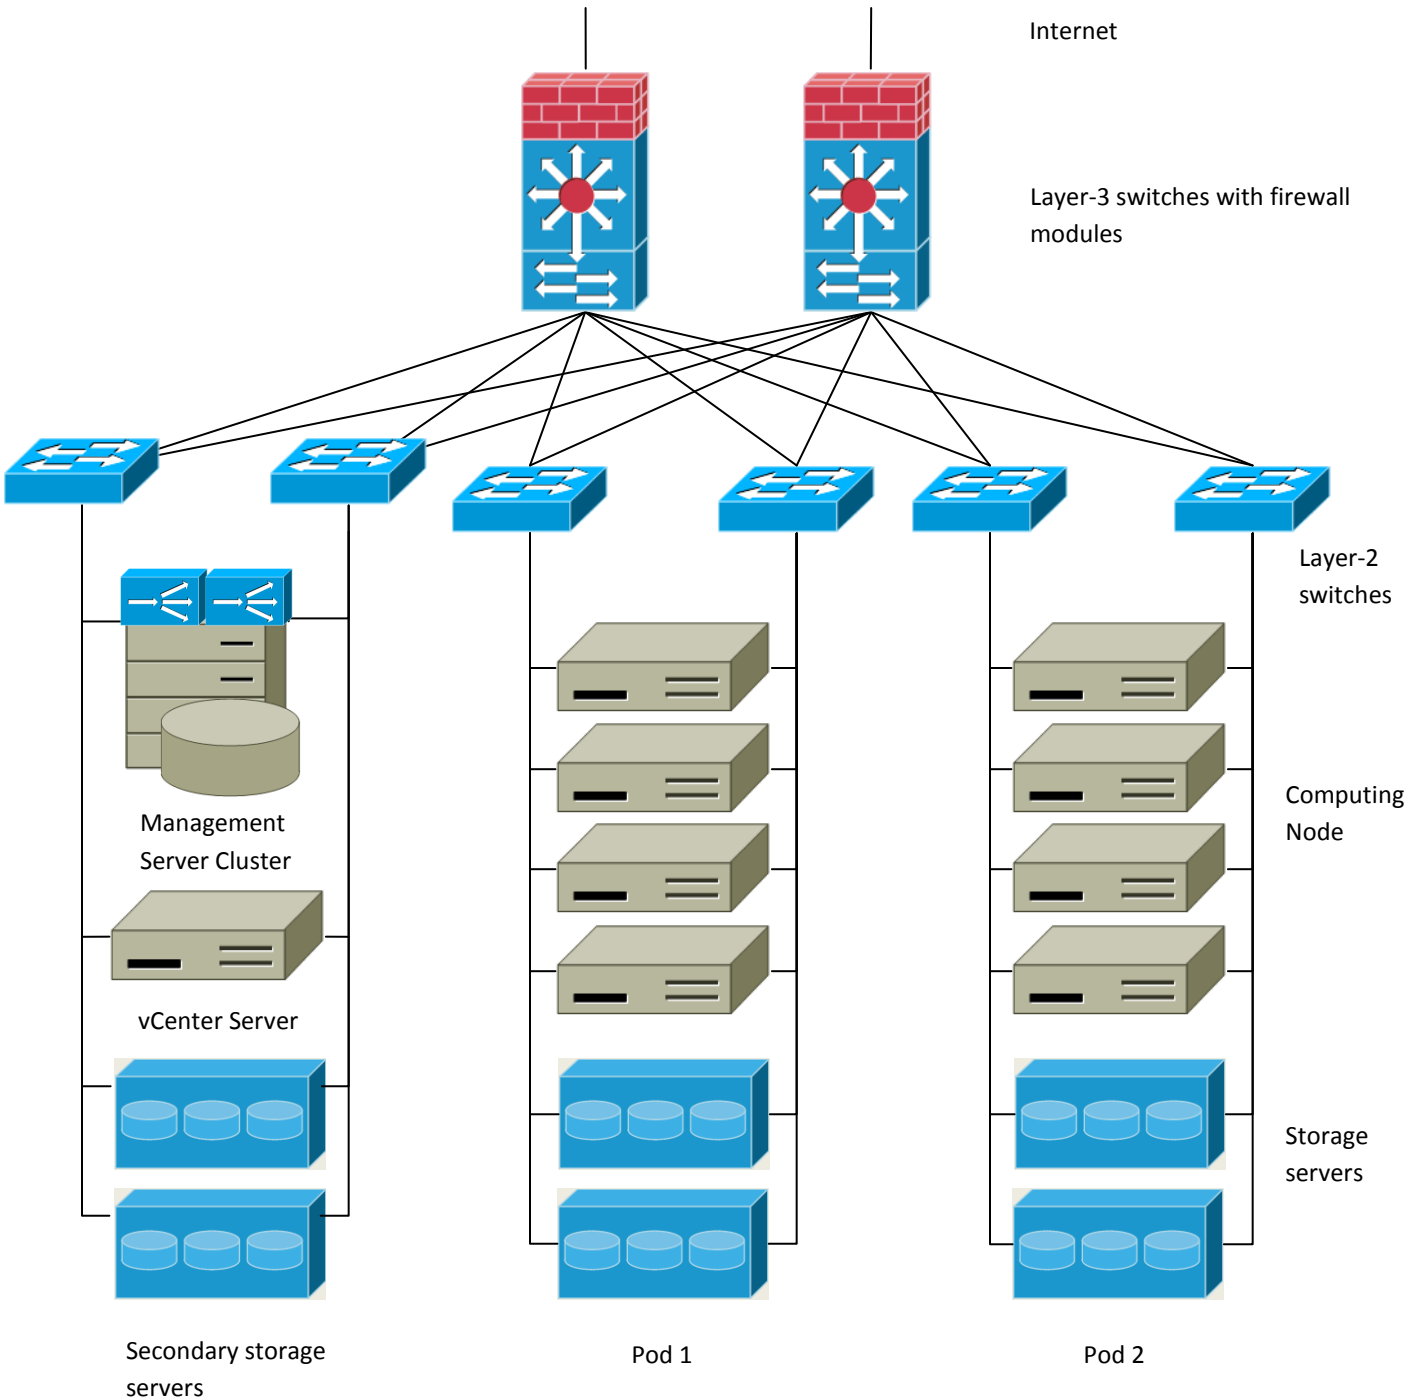 Internet
Layer-3 switches with firewall
modules
Layer-2
switches
Management
Server Cluster
Computing
Node
vCenter Server
Storage
servers
Secondary storage
servers
Pod 1
Pod 2